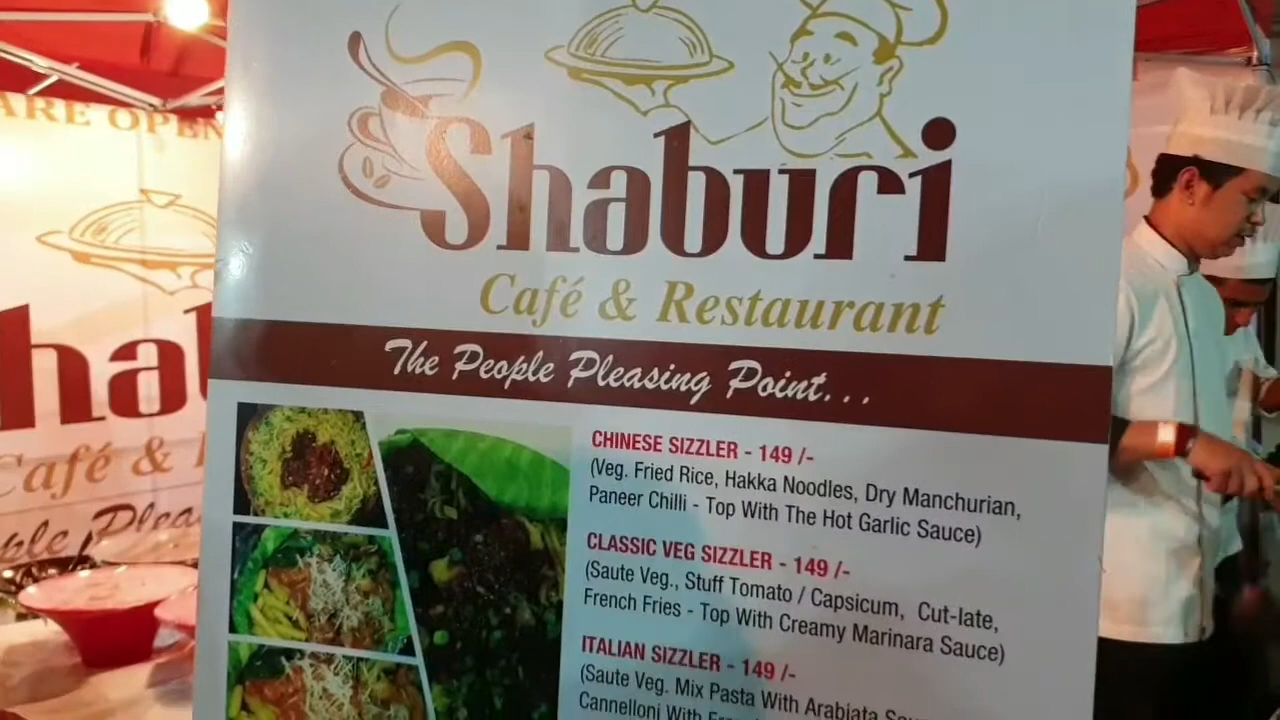 ARE OPEN
Shaburi
Café & Restaurant
The People Pleasing Point...
CHINESE SIZZLER - 149 /-
(Veg. Fried Rice, Hakka Noodles, Dry Manchurian,
Paneer Chilli - Top With The Hot Garlic Sauce)
CLASSIC VEG SIZZLER - 149 /-
(Saute Veg., Stuff Tomato / Capsicum, Cut-late,
French Fries - Top With Creamy Marinara Sauce)
ITALIAN SIZZLER - 149 /-
(Saute Veg. Mix Pasta With Arabiata
Cannelloni With
Café &